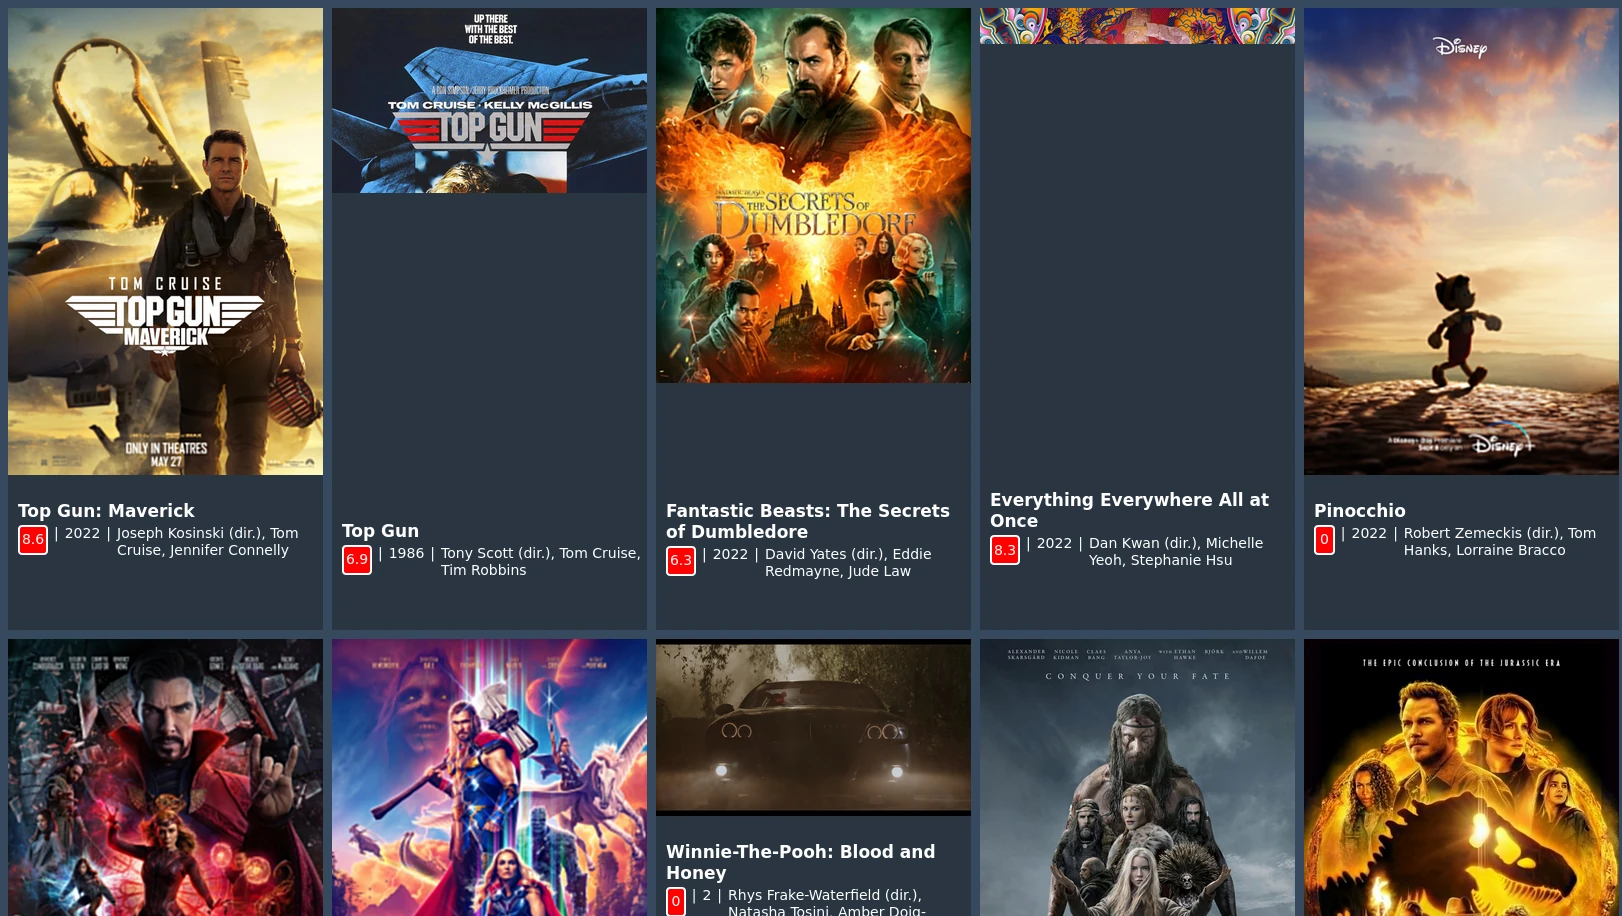 TOM CRUISE
TOP GUN
MAVERICK
ONLY IN THEATRES
MAY 27
Top Gun: Maverick
8.6 | 2022 | Joseph Kosinski (dir.), Tom
Cruise, Jennifer Connelly
UP THERE
WITH THE BEST
OF THE BEST.
A DON SIMPSON/JERRY BRUCKHEIMER PRODUCTION
TOM CRUISE · KELLY McGILLIS
TOP GUN
Top Gun
6.9 | 1986 | Tony Scott (dir.), Tom Cruise,
Tim Robbins
FANTASTIC BEASTS
THE SECRETS OF
DUMBLEDORE
Fantastic Beasts: The Secrets
of Dumbledore
6.3 | 2022 | David Yates (dir.), Eddie
Redmayne, Jude Law
Everything Everywhere All at
Once
8.3 | 2022 | Dan Kwan (dir.), Michelle
Yeoh, Stephanie Hsu
Disney
Disney+
Pinocchio
0 | 2022 | Robert Zemeckis (dir.), Tom
Hanks, Lorraine Bracco
Winnie-The-Pooh: Blood and
Honey
0 | 2 | Rhys Frake-Waterfield (dir.),
Natasha Tosini, Amber Doig-
ALEXANDER SKARSGÅRD NICOLE KIDMAN CLAES BANG ANYA TAYLOR-JOY WITH ETHAN HAWKE BJÖRK AND WILLEM DAFOE
CONQUER YOUR FATE
THE EPIC CONCLUSION OF THE JURASSIC ERA